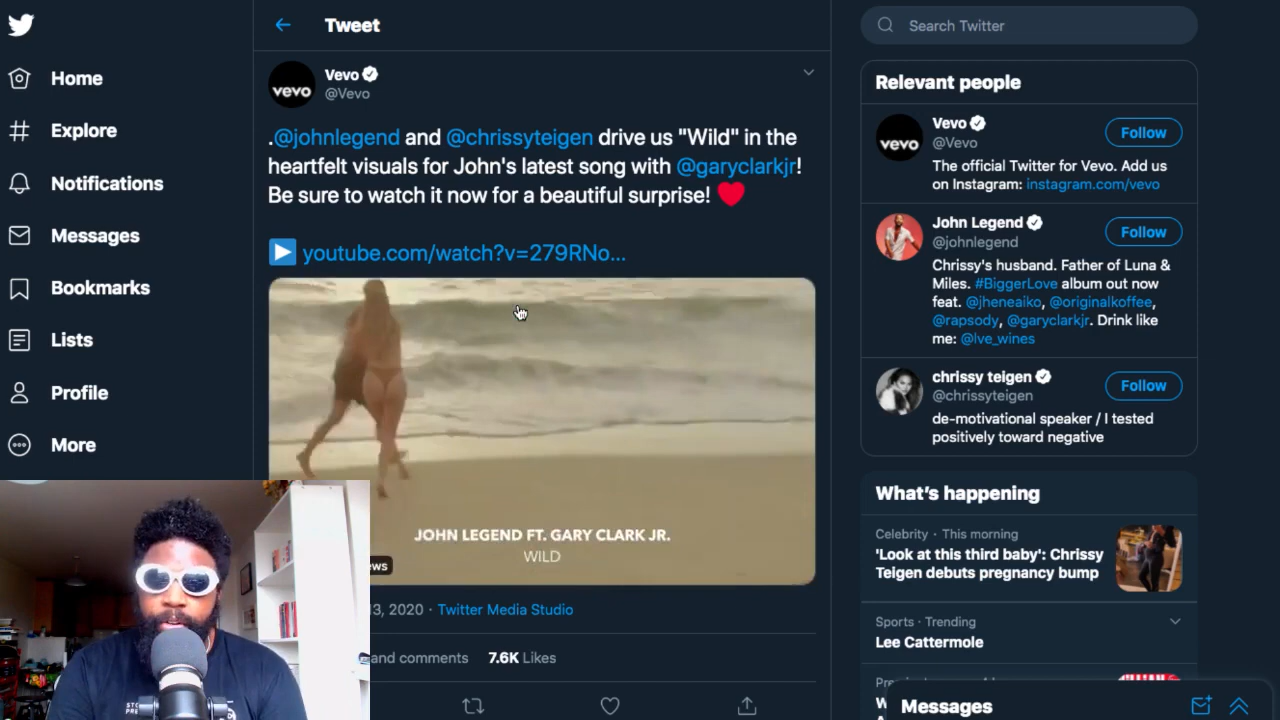 Home
Explore
Notifications
Messages
Bookmarks
Lists
Profile
More
Tweet
vevo
Vevo
@Vevo
.@johnlegend and @chrissyteigen drive us "Wild" in the
heartfelt visuals for John's latest song with @garyclarkjr!
Be sure to watch it now for a beautiful surprise!
youtube.com/watch?v=279RNo...
JOHN LEGEND FT. GARY CLARK JR.
WILD
3, 2020 · Twitter Media Studio
and comments 7.6K Likes
Search Twitter
Relevant people
vevo
Vevo
@Vevo
Follow
The official Twitter for Vevo. Add us
on Instagram: instagram.com/vevo
John Legend
@johnlegend
Follow
Chrissy's husband. Father of Luna &
Miles. #BiggerLove album out now
feat. @jheneaiko, @originalkoffee,
@rapsody, @garyclarkjr. Drink like
me: @lve_wines
chrissy teigen
@chrissyteigen
Follow
de-motivational speaker / I tested
positively toward negative
What's happening
Celebrity · This morning
'Look at this third baby': Chrissy
Teigen debuts pregnancy bump
Sports · Trending
Lee Cattermole
Messages